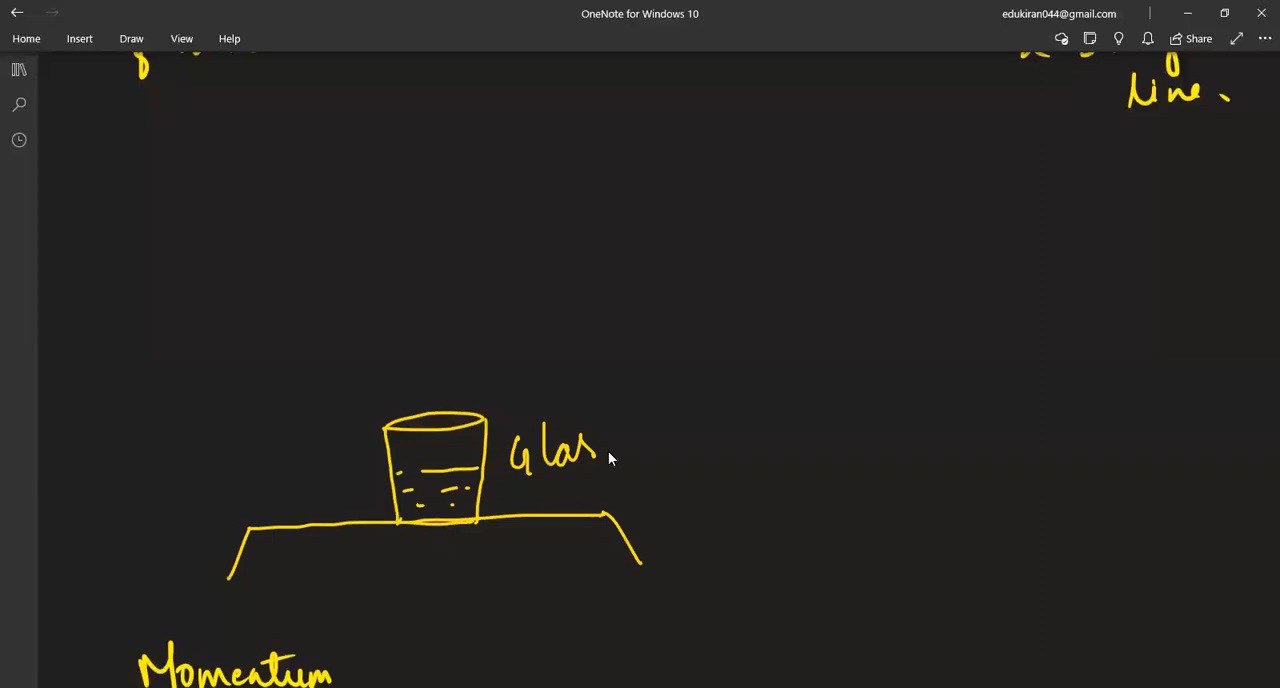 OneNote for Windows 10
edukiran044@gmail.com
Home Insert Draw View Help
Share
Line.
Glas
Momentum